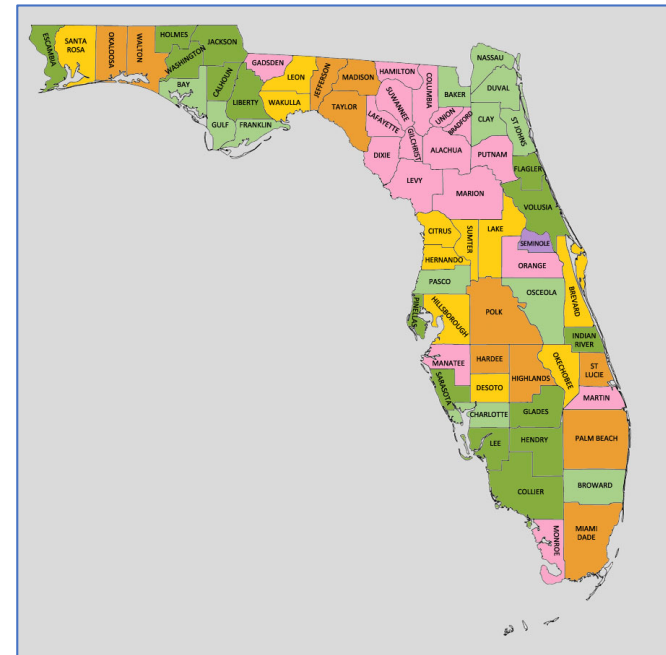 ESCAMBIA
SANTA
ROSA
OKALOOSA
WALTON
HOLMES
JACKSON
WASHINGTON
BAY
CALHOUN
GULF
LIBERTY
FRANKLIN
GADSDEN
LEON
WAKULLA
JEFFERSON
MADISON
TAYLOR
HAMILTON
SUWANNEE
LAFAYETTE
DIXIE
COLUMBIA
GILCHRIST
UNION
BRADFORD
BAKER
NASSAU
DUVAL
CLAY
ST JOHNS
ALACHUA
PUTNAM
LEVY
MARION
FLAGLER
VOLUSIA
CITRUS
SUMTER
LAKE
SEMINOLE
HERNANDO
ORANGE
PASCO
OSCEOLA
BREVARD
PINELLAS
HILLSBOROUGH
POLK
INDIAN
RIVER
MANATEE
HARDEE
OKECHOBEE
ST
LUCIE
SARASOTA
DESOTO
HIGHLANDS
MARTIN
CHARLOTTE
GLADES
LEE
HENDRY
PALM BEACH
COLLIER
BROWARD
MONROE
MIAMI
DADE